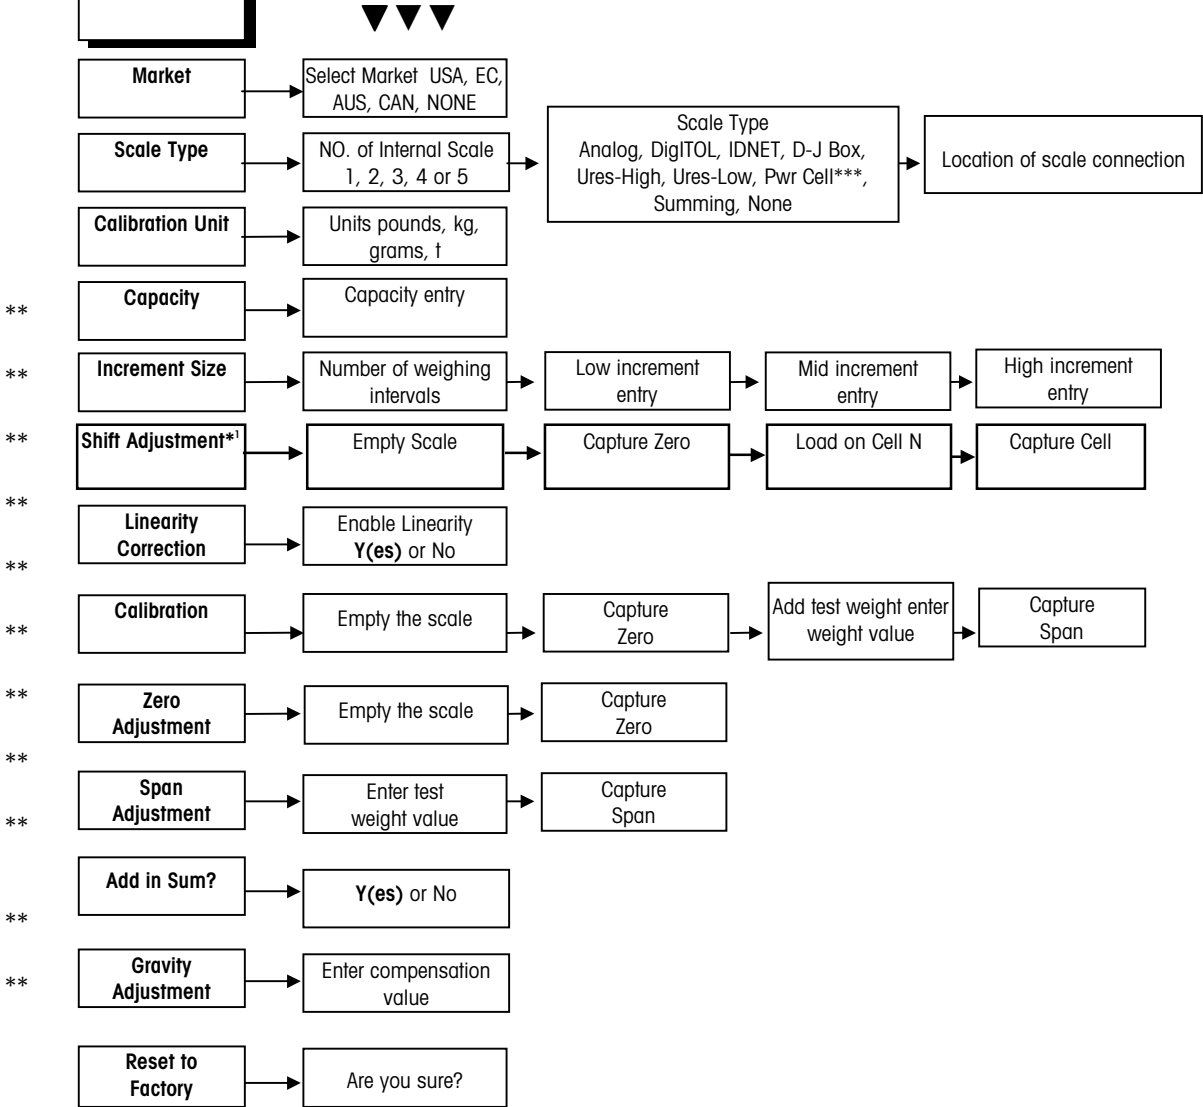 Market
Select Market  USA, EC,
AUS, CAN, NONE
Scale Type
NO. of Internal Scale
1, 2, 3, 4 or 5
Scale Type
Analog, DigITOL, IDNET, D-J Box,
Ures-High, Ures-Low, Pwr Cell***,
Summing, None
Location of scale connection
Calibration Unit
Units pounds, kg,
grams, t
**
Capacity
Capacity entry
**
Increment Size
Number of weighing
intervals
Low increment
entry
Mid increment
entry
High increment
entry
**
Shift Adjustment*¹
Empty Scale
Capture Zero
Load on Cell N
Capture Cell
**
Linearity
Correction
Enable Linearity
Y(es) or No
**
Calibration
Empty the scale
Capture
Zero
Add test weight enter
weight value
Capture
Span
**
**
Zero
Adjustment
Empty the scale
Capture
Zero
**
Span
Adjustment
Enter test
weight value
Capture
Span
**
Add in Sum?
Y(es) or No
**
Gravity
Adjustment
Enter compensation
value
**
Reset to
Factory
Are you sure?